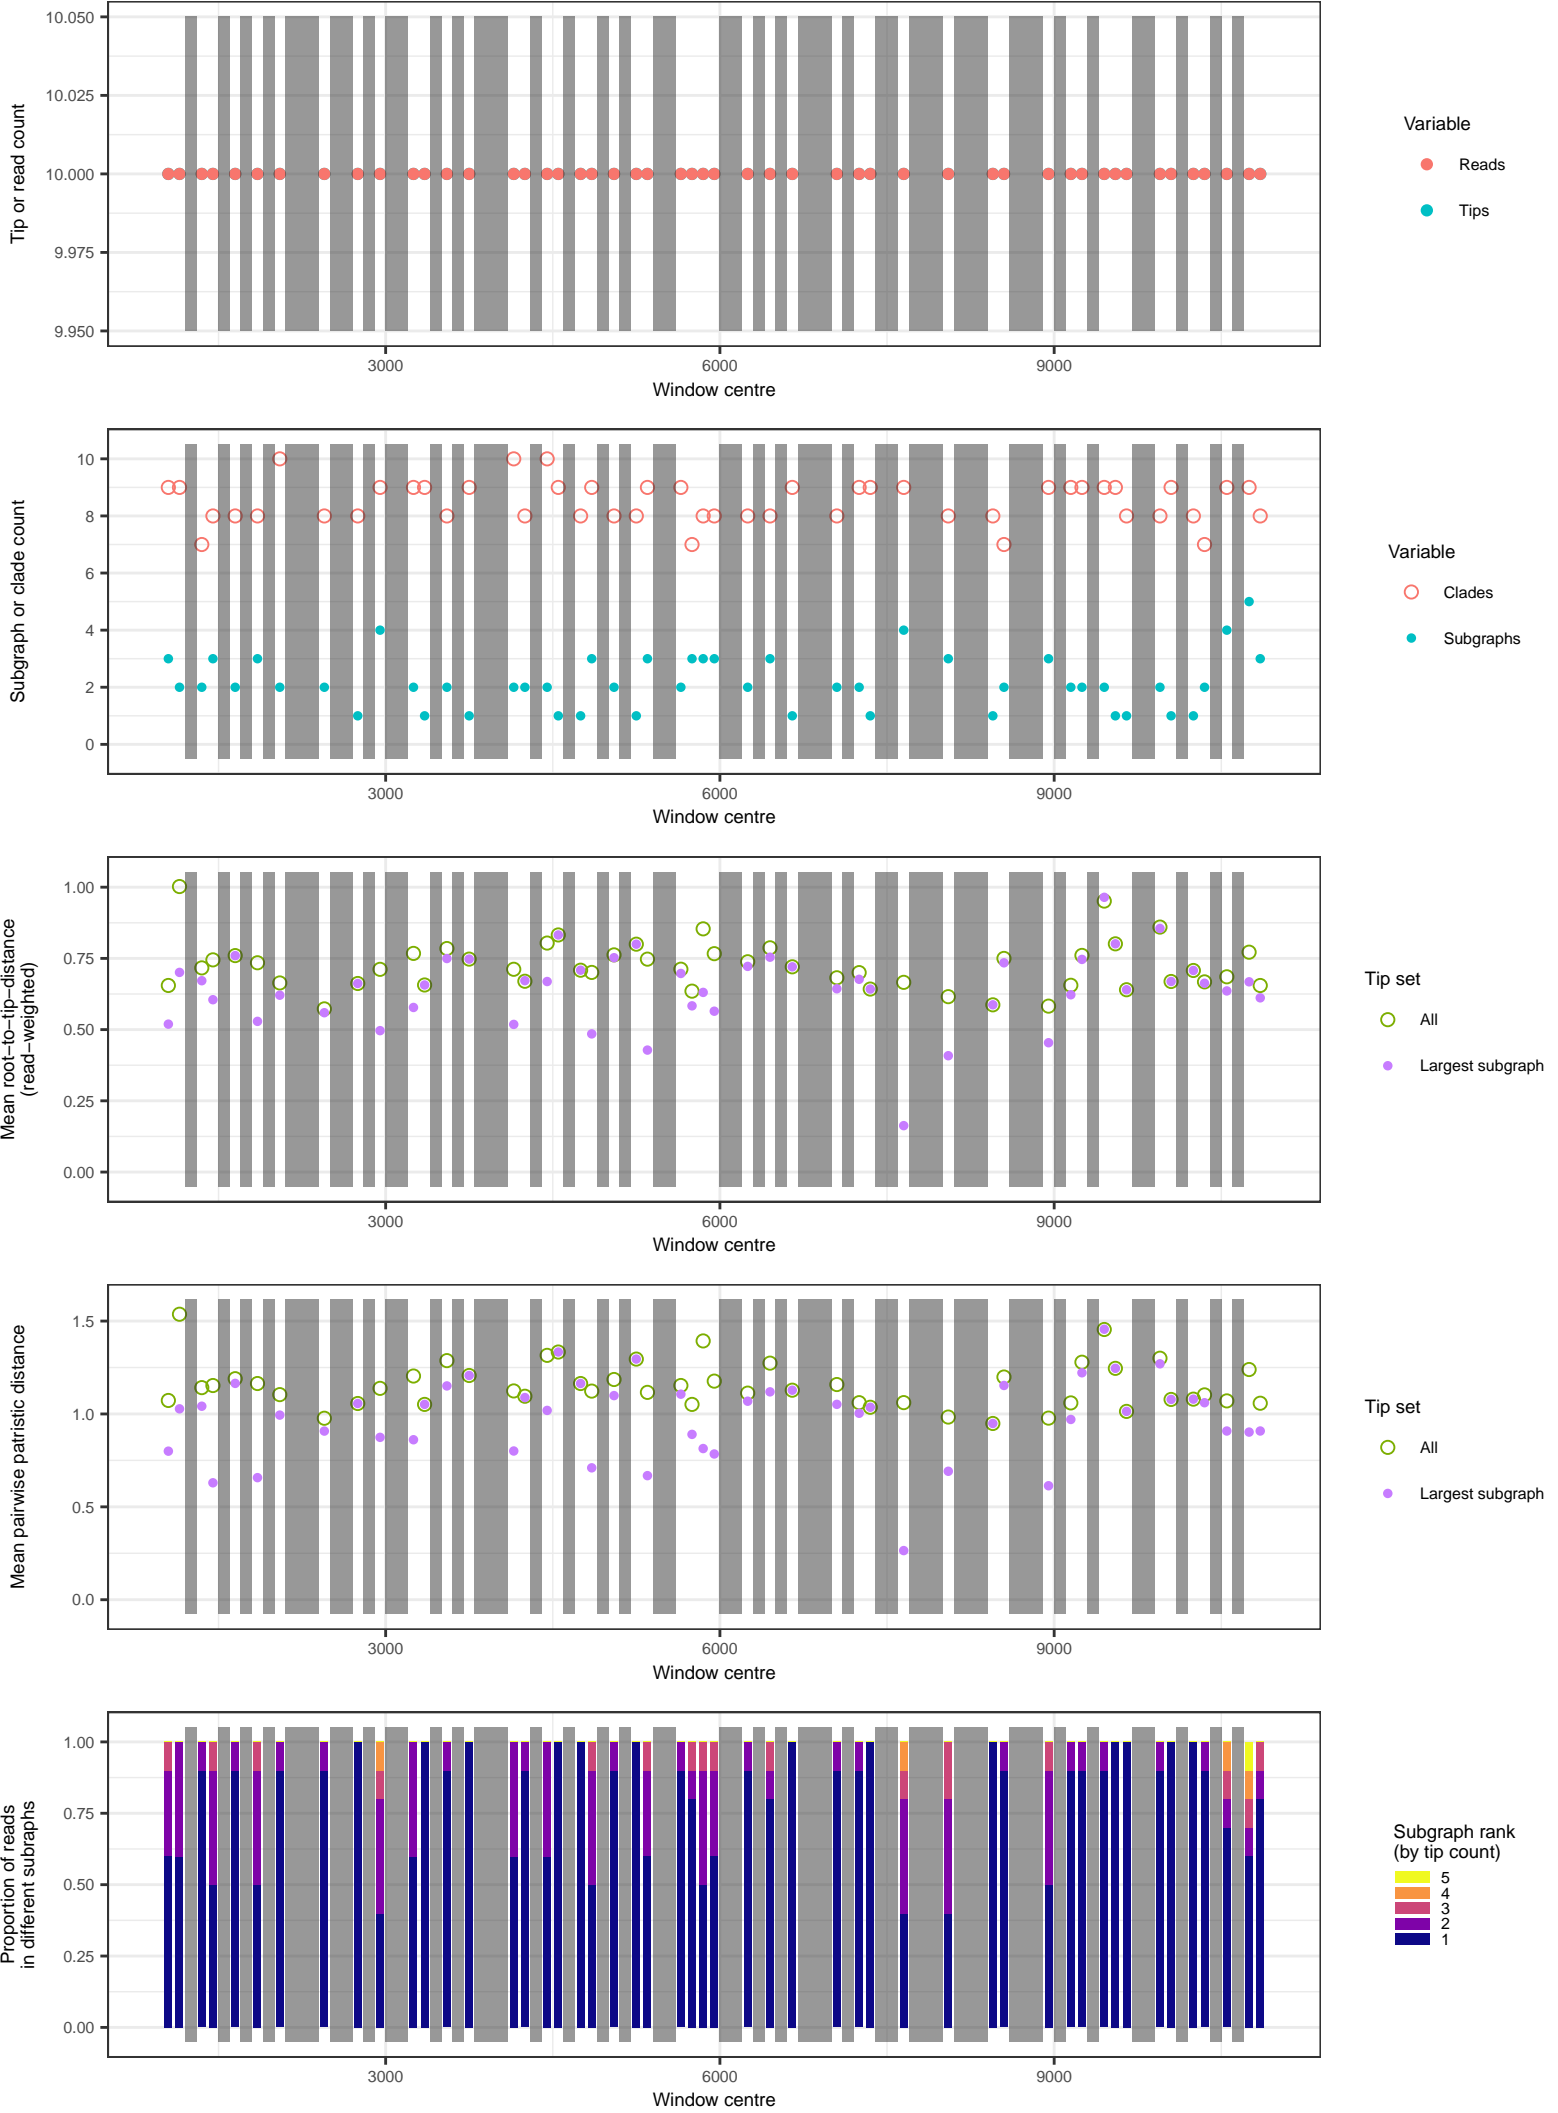 10.050
10.025
10.000
9.975
9.950
Tip or read count
3000 6000 9000
Window centre
Variable
Reads
Tips
10
8
6
4
2
0
Subgraph or clade count
3000 6000 9000
Window centre
Variable
Clades
Subgraphs
1.00
0.75
0.50
0.25
0.00
Mean root−to−tip−distance
(read−weighted)
3000 6000 9000
Window centre
Tip set
All
Largest subgraph
1.5
1.0
0.5
0.0
Mean pairwise patristic distance
3000 6000 9000
Window centre
Tip set
All
Largest subgraph
1.00
0.75
0.50
0.25
0.00
Proportion of reads
in different subraphs
3000 6000 9000
Window centre
Subgraph rank
(by tip count)
5
4
3
2
1